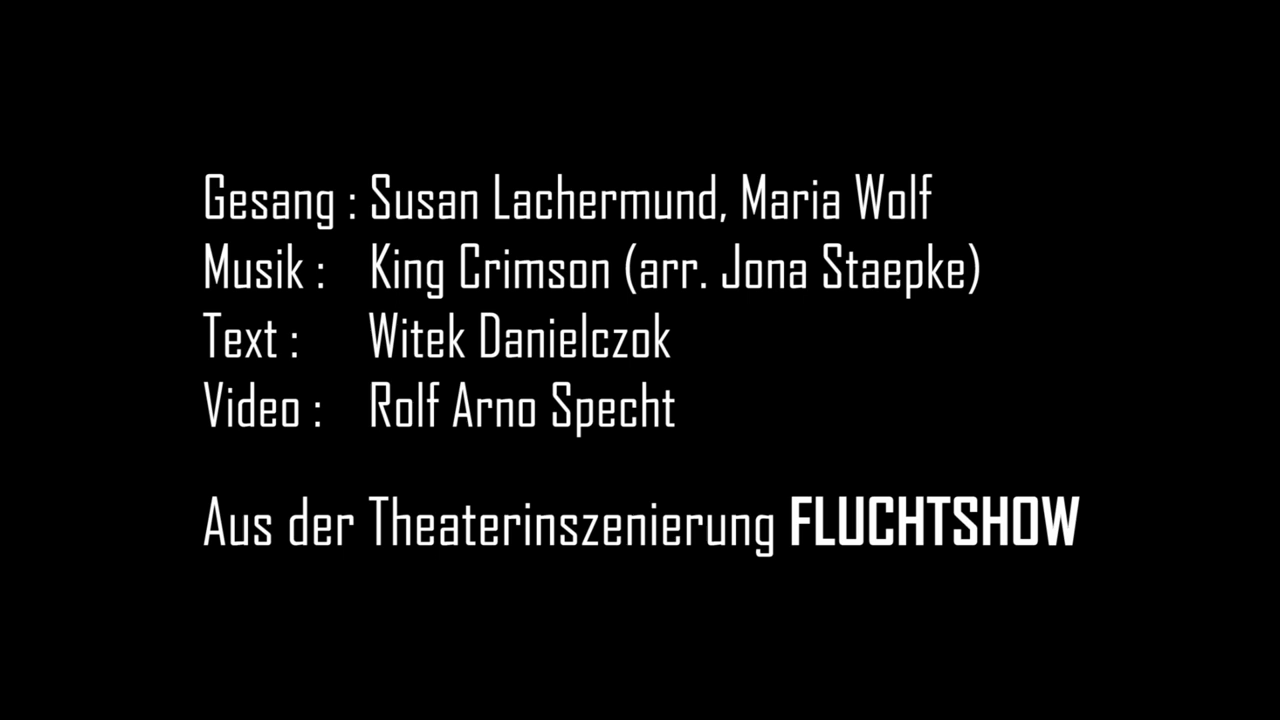 Gesang : Susan Lachermund, Maria Wolf
Musik : King Crimson (arr. Jona Staepke)
Text : Witek Danielczok
Video : Rolf Arno Specht
Aus der Theaterinszenierung FLUCHTSHOW